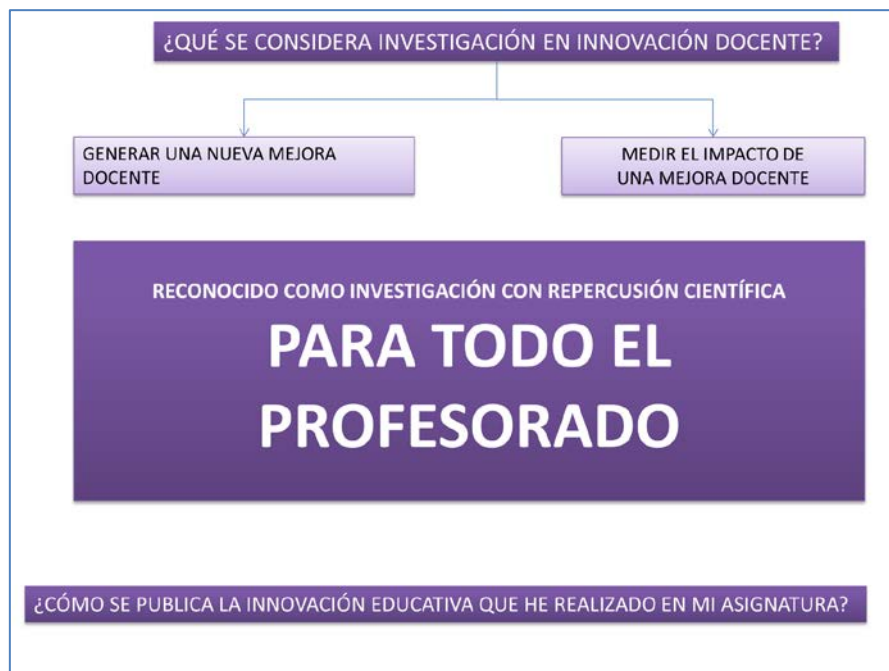 ¿QUÉ SE CONSIDERA INVESTIGACIÓN EN INNOVACIÓN DOCENTE?
GENERAR UNA NUEVA MEJORA
DOCENTE
MEDIR EL IMPACTO DE
UNA MEJORA DOCENTE
RECONOCIDO COMO INVESTIGACIÓN CON REPERCUSIÓN CIENTÍFICA
PARA TODO EL
PROFESORADO
¿CÓMO SE PUBLICA LA INNOVACIÓN EDUCATIVA QUE HE REALIZADO EN MI ASIGNATURA?